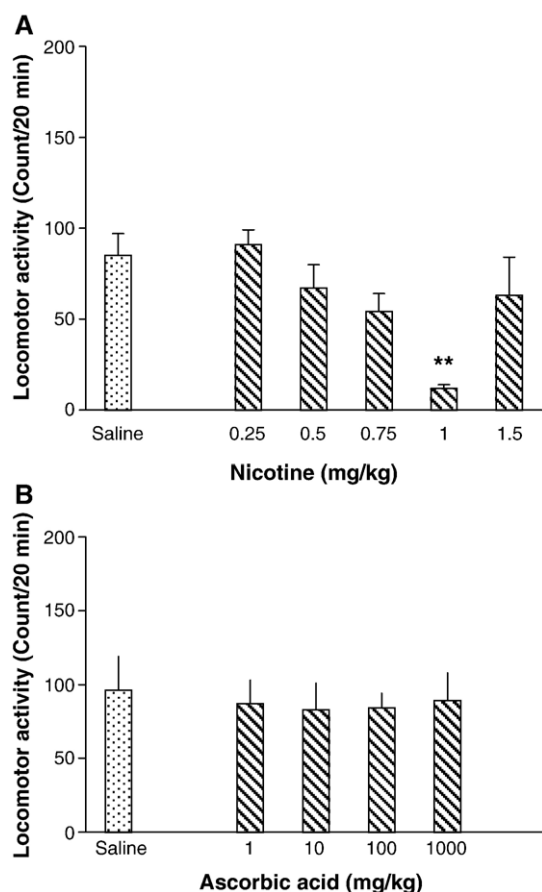 A
Locomotor activity (Count/20 min)
200
150
100
50
0
**
Saline 0.25 0.5 0.75 1 1.5
Nicotine (mg/kg)
B
Locomotor activity (Count/20 min)
200
150
100
50
0
Saline 1 10 100 1000
Ascorbic acid (mg/kg)